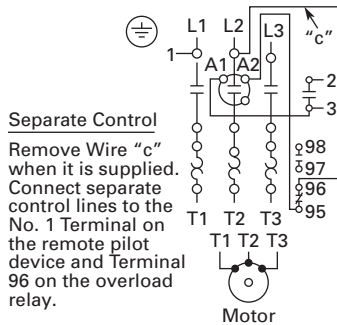 L1 L2 L3
"c"
1
A1 A2
2
3
Separate Control
Remove Wire "c"
when it is supplied.
Connect separate
control lines to the
No. 1 Terminal on
the remote pilot
device and Terminal
96 on the overload
relay.
98
97
96
95
T1 T2 T3
T1 T2 T3
Motor